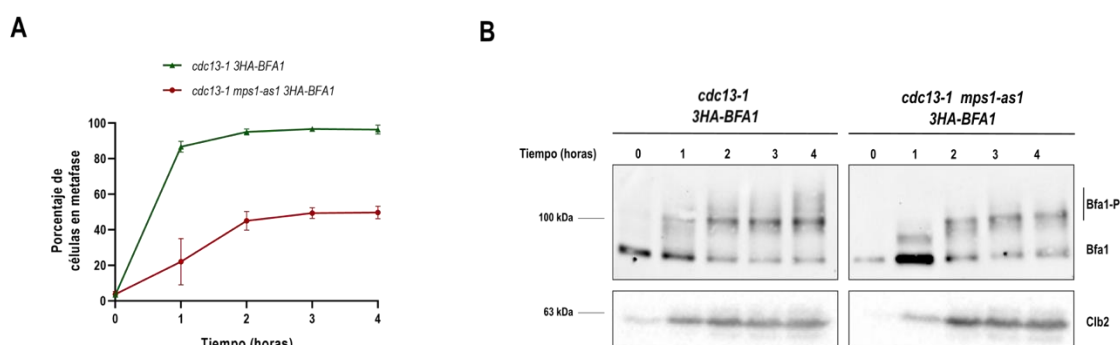 A
cdc13-1 3HA-BFA1
cdc13-1 mps1-as1 3HA-BFA1
Porcentaje de
células en metafase
100
80
60
40
20
0
0 1 2 3 4
Tiempo (horas)
B
cdc13-1
3HA-BFA1
cdc13-1 mps1-as1
3HA-BFA1
Tiempo (horas) 0 1 2 3 4 0 1 2 3 4
100 kDa
Bfa1-P
Bfa1
63 kDa
Clb2